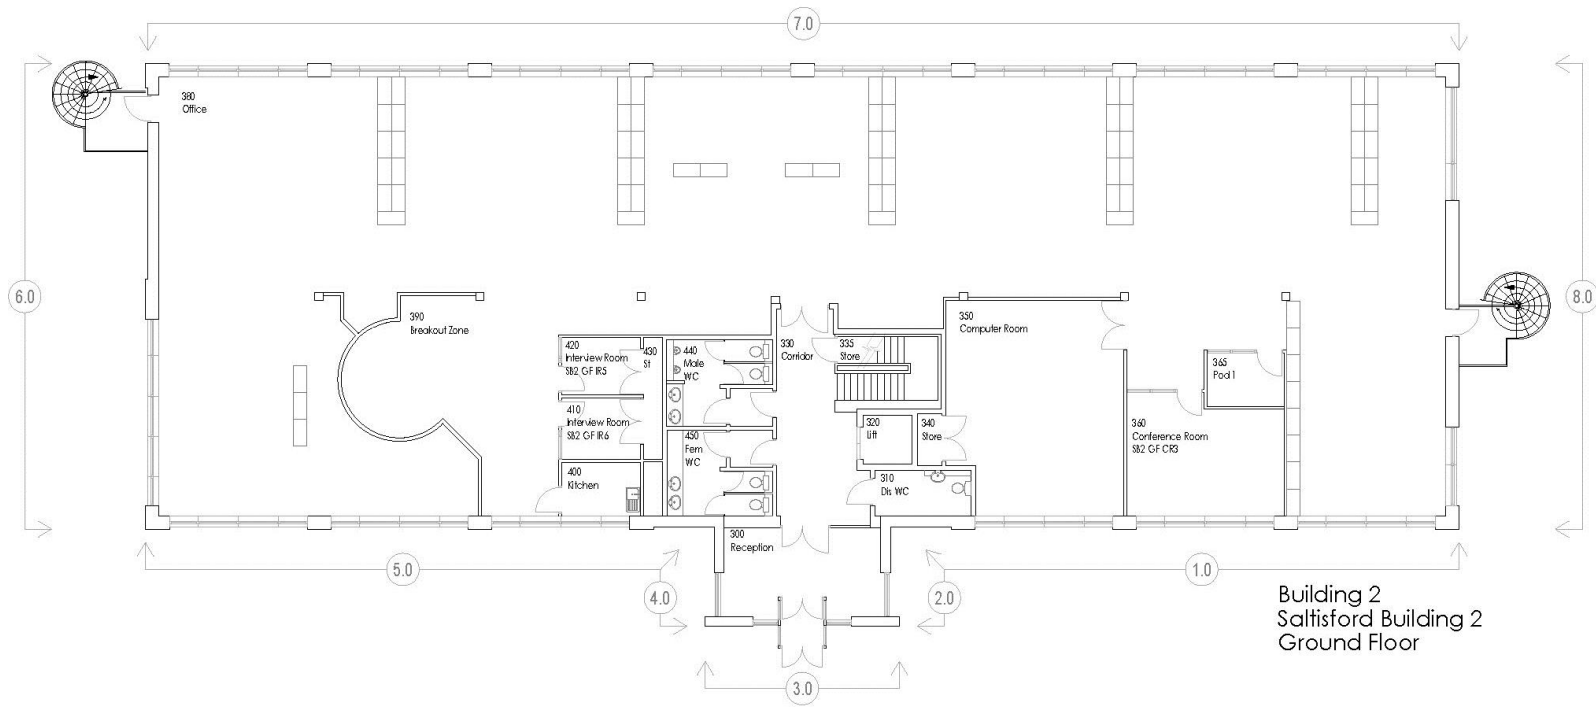 7.0
380
Office
6.0
8.0
390
Breakout Zone
420
Interview Room
SB2 GF IR5
430
St
440
Male
WC
330
Corridor
335
Store
350
Computer Room
365
Pod 1
410
Interview Room
SB2 GF IR6
450
Fem
WC
320
Lift
340
Store
360
Conference Room
SB2 GF CR3
400
Kitchen
310
Dis WC
300
Reception
5.0
4.0
2.0
1.0
3.0
Building 2
Saltisford Building 2
Ground Floor